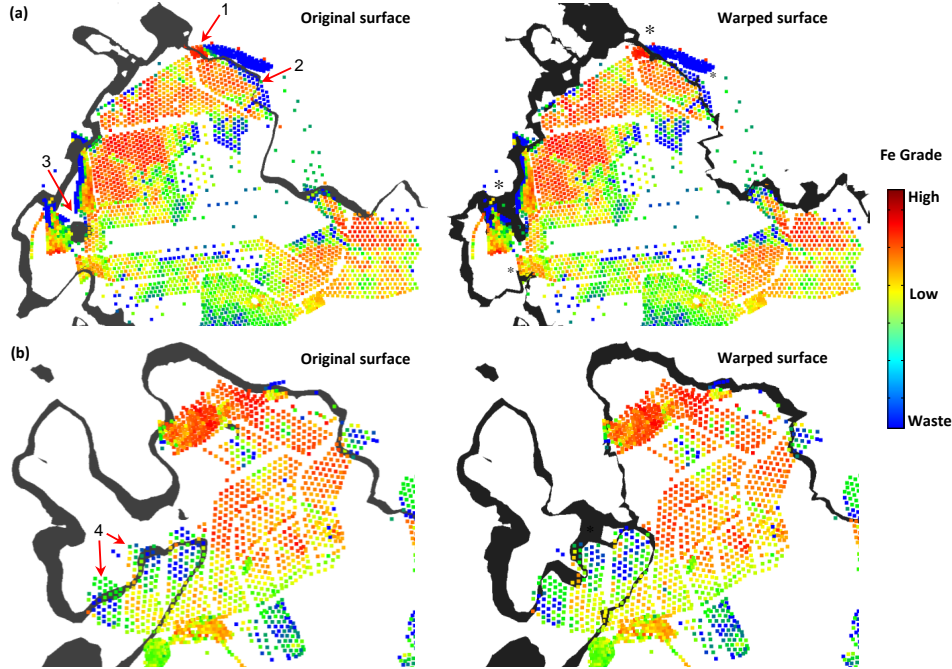 (a)
1
Original surface
Warped surface
*
2
*
3
*
*
Fe Grade
High
Low
Waste
(b)
Original surface
Warped surface
4